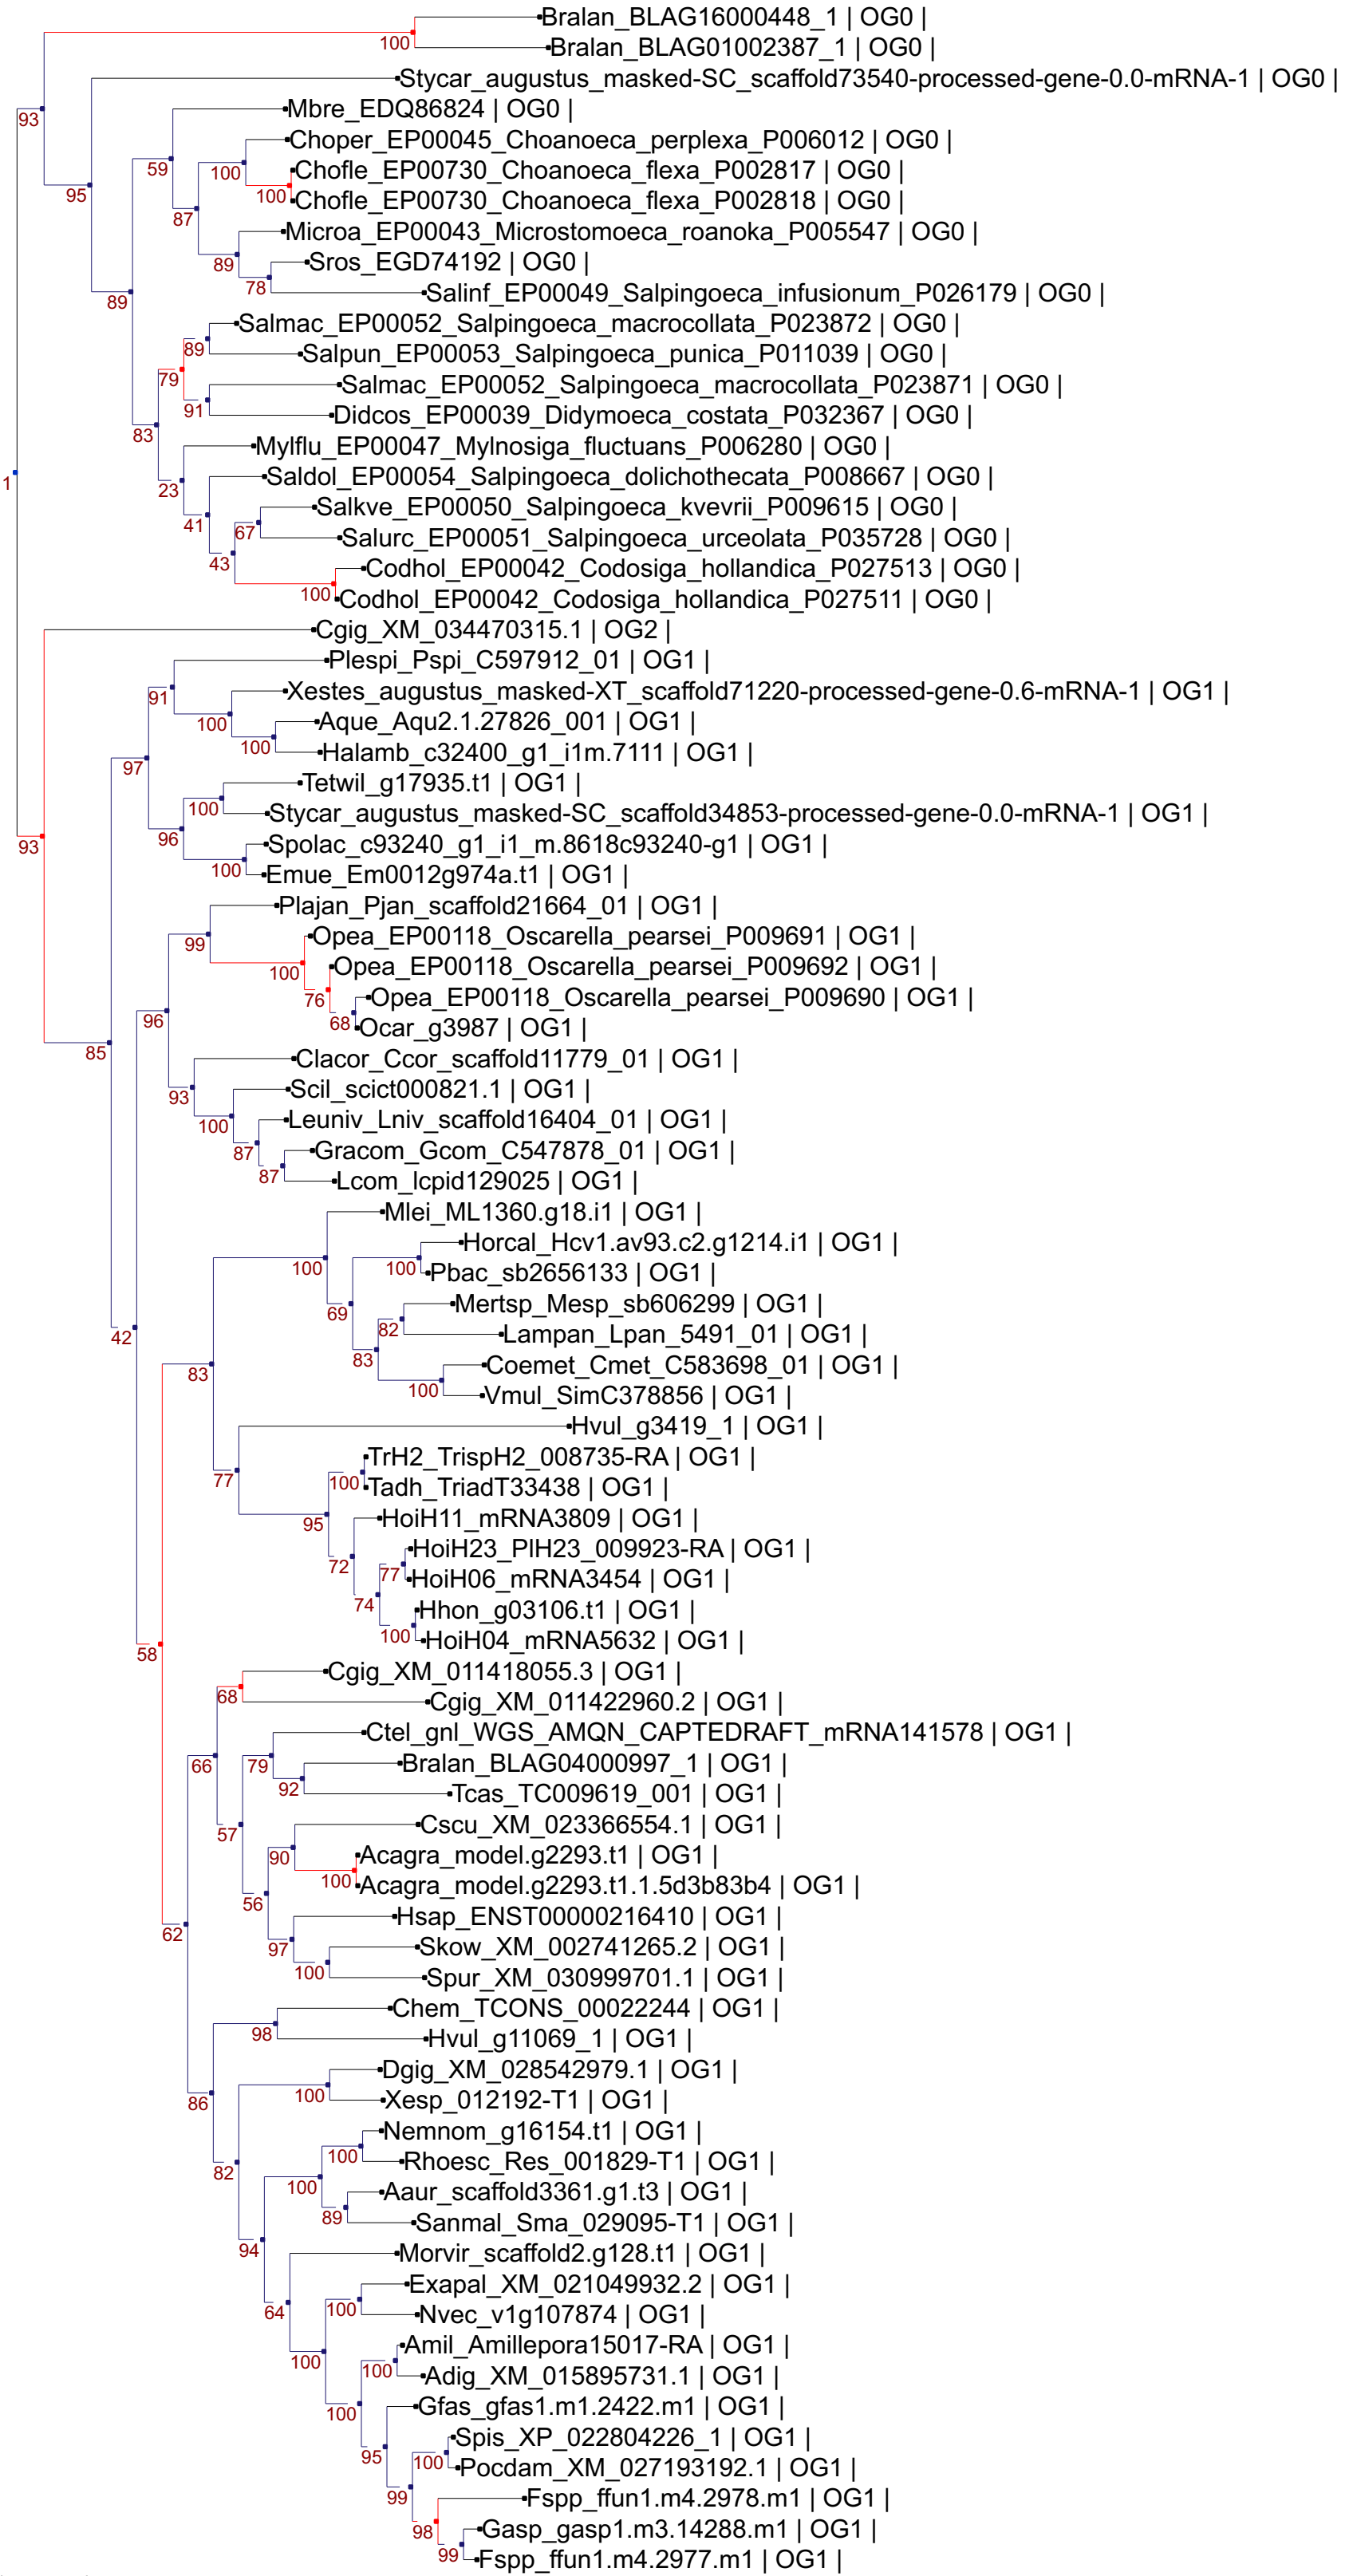 Bralan_BLAG16000448_1 | OG0 |
100
Bralan_BLAG01002387_1 | OG0 |
Stycar_augustus_masked-SC_scaffold73540-processed-gene-0.0-mRNA-1 | OG0 |
Mbre_EDQ86824 | OG0 |
93
Choper_EP00045_Choanoeca_perplexa_P006012 | OG0 |
59
100
Chofle_EP00730_Choanoeca_flexa_P002817 | OG0 |
95
100
Chofle_EP00730_Choanoeca_flexa_P002818 | OG0 |
87
Microa_EP00043_Microstomoeca_roanoka_P005547 | OG0 |
89
Sros_EGD74192 | OG0 |
78
Salinf_EP00049_Salpingoeca_infusionum_P026179 | OG0 |
89
Salmac_EP00052_Salpingoeca_macrocollata_P023872 | OG0 |
89
Salpun_EP00053_Salpingoeca_punica_P011039 | OG0 |
79
Salmac_EP00052_Salpingoeca_macrocollata_P023871 | OG0 |
91
Didcos_EP00039_Didymoeca_costata_P032367 | OG0 |
83
Mylflu_EP00047_Mylnosiga_fluctuans_P006280 | OG0 |
Saldol_EP00054_Salpingoeca_dolichothecata_P008667 | OG0 |
1
23
Salkve_EP00050_Salpingoeca_kvevrii_P009615 | OG0 |
41
67
Salurc_EP00051_Salpingoeca_urceolata_P035728 | OG0 |
43
Codhol_EP00042_Codosiga_hollandica_P027513 | OG0 |
100
Codhol_EP00042_Codosiga_hollandica_P027511 | OG0 |
Cgig_XM_034470315.1 | OG2 |
Plespi_Pspi_C597912_01 | OG1 |
91
Xestes_augustus_masked-XT_scaffold71220-processed-gene-0.6-mRNA-1 | OG1 |
100
Aque_Aqu2.1.27826_001 | OG1 |
100
Halamb_c32400_g1_i1m.7111 | OG1 |
97
Tetwil_g17935.t1 | OG1 |
100
Stycar_augustus_masked-SC_scaffold34853-processed-gene-0.0-mRNA-1 | OG1 |
96
93
Spolac_c93240_g1_i1_m.8618c93240-g1 | OG1 |
100
Emue_Em0012g974a.t1 | OG1 |
Plajan_Pjan_scaffold21664_01 | OG1 |
99
Opea_EP00118_Oscarella_pearsei_P009691 | OG1 |
100
Opea_EP00118_Oscarella_pearsei_P009692 | OG1 |
76
Opea_EP00118_Oscarella_pearsei_P009690 | OG1 |
96
68
Ocar_g3987 | OG1 |
85
Clacor_Ccor_scaffold11779_01 | OG1 |
93
Scil_scict000821.1 | OG1 |
100
Leuniv_Lniv_scaffold16404_01 | OG1 |
87
Gracom_Gcom_C547878_01 | OG1 |
87
Lcom_lcpid129025 | OG1 |
Mlei_ML1360.g18.i1 | OG1 |
Horcal_Hcv1.av93.c2.g1214.i1 | OG1 |
100
100
Pbac_sb2656133 | OG1 |
69
Mertsp_Mesp_sb606299 | OG1 |
42
82
Lampan_Lpan_5491_01 | OG1 |
83
83
Coemet_Cmet_C583698_01 | OG1 |
100
Vmul_SimC378856 | OG1 |
Hvul_g3419_1 | OG1 |
TrH2_TrispH2_008735-RA | OG1 |
77
100
Tadh_TriadT33438 | OG1 |
95
HoiH11_mRNA3809 | OG1 |
72
HoiH23_PlH23_009923-RA | OG1 |
77
HoiH06_mRNA3454 | OG1 |
74
Hhon_g03106.t1 | OG1 |
100
HoiH04_mRNA5632 | OG1 |
58
Cgig_XM_011418055.3 | OG1 |
68
Cgig_XM_011422960.2 | OG1 |
Ctel_gnl_WGS_AMQN_CAPTEDRAFT_mRNA141578 | OG1 |
66
79
Bralan_BLAG04000997_1 | OG1 |
92
Tcas_TC009619_001 | OG1 |
57
Cscu_XM_023366554.1 | OG1 |
90
Acagra_model.g2293.t1 | OG1 |
100
Acagra_model.g2293.t1.1.5d3b83b4 | OG1 |
56
Hsap_ENST00000216410 | OG1 |
62
97
Skow_XM_002741265.2 | OG1 |
100
Spur_XM_030999701.1 | OG1 |
Chem_TCONS_00022244 | OG1 |
98
Hvul_g11069_1 | OG1 |
Dgig_XM_028542979.1 | OG1 |
86
100
Xesp_012192-T1 | OG1 |
Nemnom_g16154.t1 | OG1 |
100
Rhoesc_Res_001829-T1 | OG1 |
82
100
Aaur_scaffold3361.g1.t3 | OG1 |
89
Sanmal_Sma_029095-T1 | OG1 |
94
Morvir_scaffold2.g128.t1 | OG1 |
Exapal_XM_021049932.2 | OG1 |
64
100
Nvec_v1g107874 | OG1 |
100
Amil_Amillepora15017-RA | OG1 |
100
Adig_XM_015895731.1 | OG1 |
100
Gfas_gfas1.m1.2422.m1 | OG1 |
95
Spis_XP_022804226_1 | OG1 |
100
Pocdam_XM_027193192.1 | OG1 |
99
Fspp_ffun1.m4.2978.m1 | OG1 |
98
Gasp_gasp1.m3.14288.m1 | OG1 |
99
Fspp_ffun1.m4.2977.m1 | OG1 |